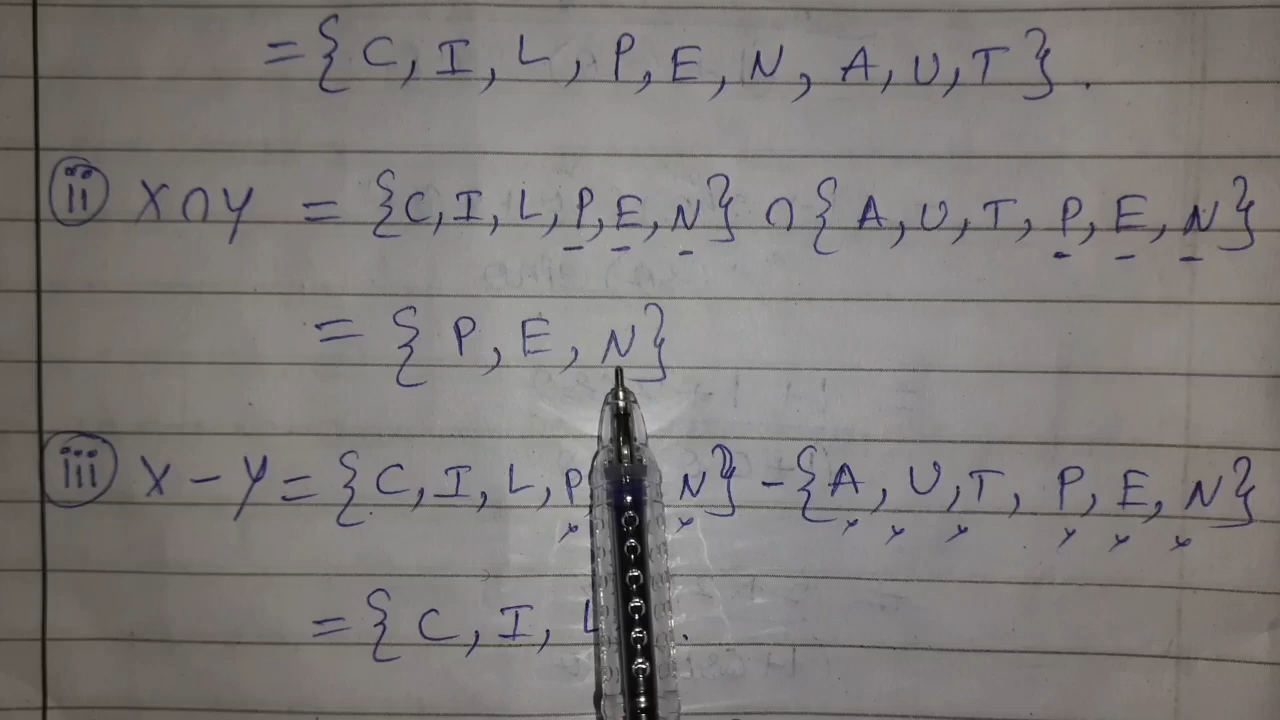 ={C, I, L, P, E, N, A, U, T}.
(ii) X∩Y = {C, I, L, P, E, N} ∩ {A, U, T, P, E, N}
= {P, E, N}
(iii) X - Y = {C, I, L, P, N} - {A, U, T, P, E, N}
= {C, I, L .